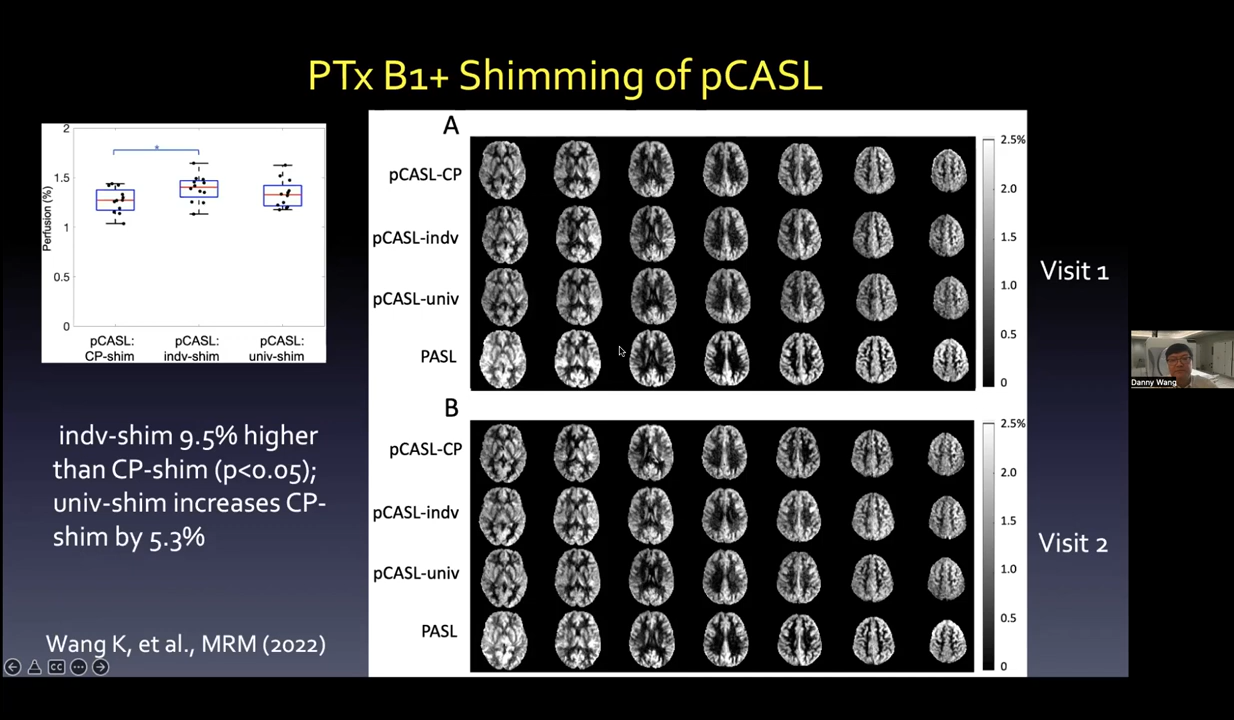 PTx B1+ Shimming of pCASL
2
1.5
1
0.5
0
Perfusion (%)
*
pCASL:
CP-shim
pCASL:
indv-shim
pCASL:
univ-shim
indv-shim 9.5% higher
than CP-shim (p<0.05);
univ-shim increases CP-
shim by 5.3%
Wang K, et al., MRM (2022)
CC
A
pCASL-CP
pCASL-indv
pCASL-univ
PASL
2.5%
2.0
1.5
1.0
0.5
0
Visit 1
B
pCASL-CP
pCASL-indv
pCASL-univ
PASL
2.5%
2.0
1.5
1.0
0.5
0
Visit 2
Danny Wang